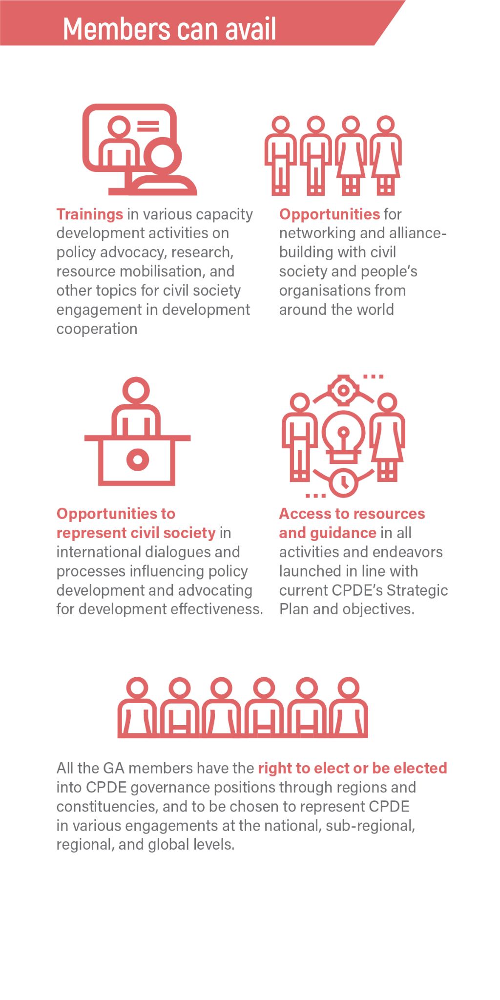 Members can avail
Trainings in various capacity
development activities on
policy advocacy, research,
resource mobilisation, and
other topics for civil society
engagement in development
cooperation
Opportunities for
networking and alliance-
building with civil
society and people’s
organisations from
around the world
Opportunities to
represent civil society in
international dialogues and
processes influencing policy
development and advocating
for development effectiveness.
Access to resources
and guidance in all
activities and endeavors
launched in line with
current CPDE’s Strategic
Plan and objectives.
All the GA members have the right to elect or be elected
into CPDE governance positions through regions and
constituencies, and to be chosen to represent CPDE
in various engagements at the national, sub-regional,
regional, and global levels.